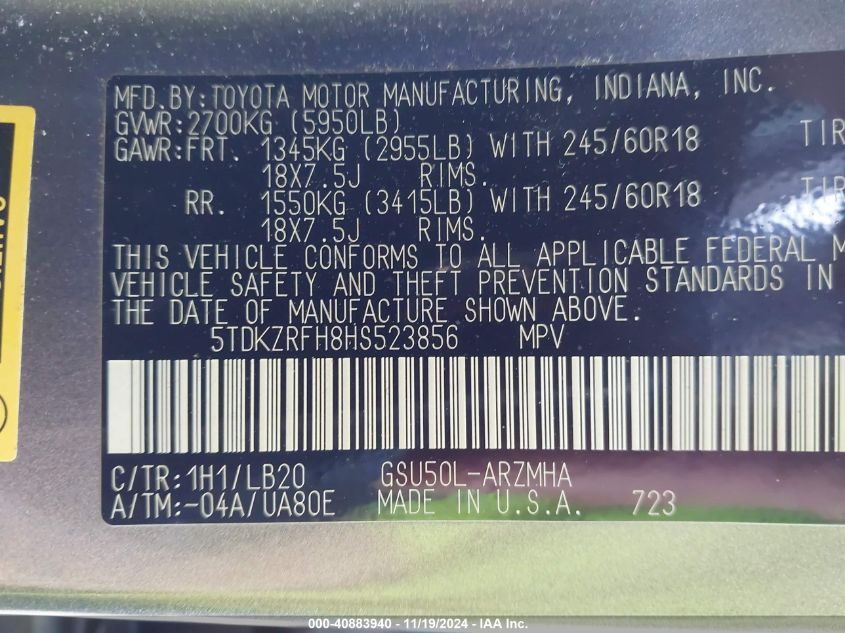 MFD.BY:TOYOTA MOTOR MANUFACTURING, INDIANA, INC.
GVWR:2700KG (5950LB)
GAWR:FRT. 1345KG (2955LB) WITH 245/60R18 TIR
18X7.5J RIMS.
RR. 1550KG (3415LB) WITH 245/60R18 TIR
18X7.5J RIMS.
THIS VEHICLE CONFORMS TO ALL APPLICABLE FEDERAL M
VEHICLE SAFETY AND THEFT PREVENTION STANDARDS IN
THE DATE OF MANUFACTURE SHOWN ABOVE.
5TDKZRFH8HS523856 MPV
C/TR:1H1/LB20 GSU50L-ARZMHA
A/TM:-04A/UA80E MADE IN U.S.A. 723
000-40883940 - 11/19/2024 - IAA Inc.